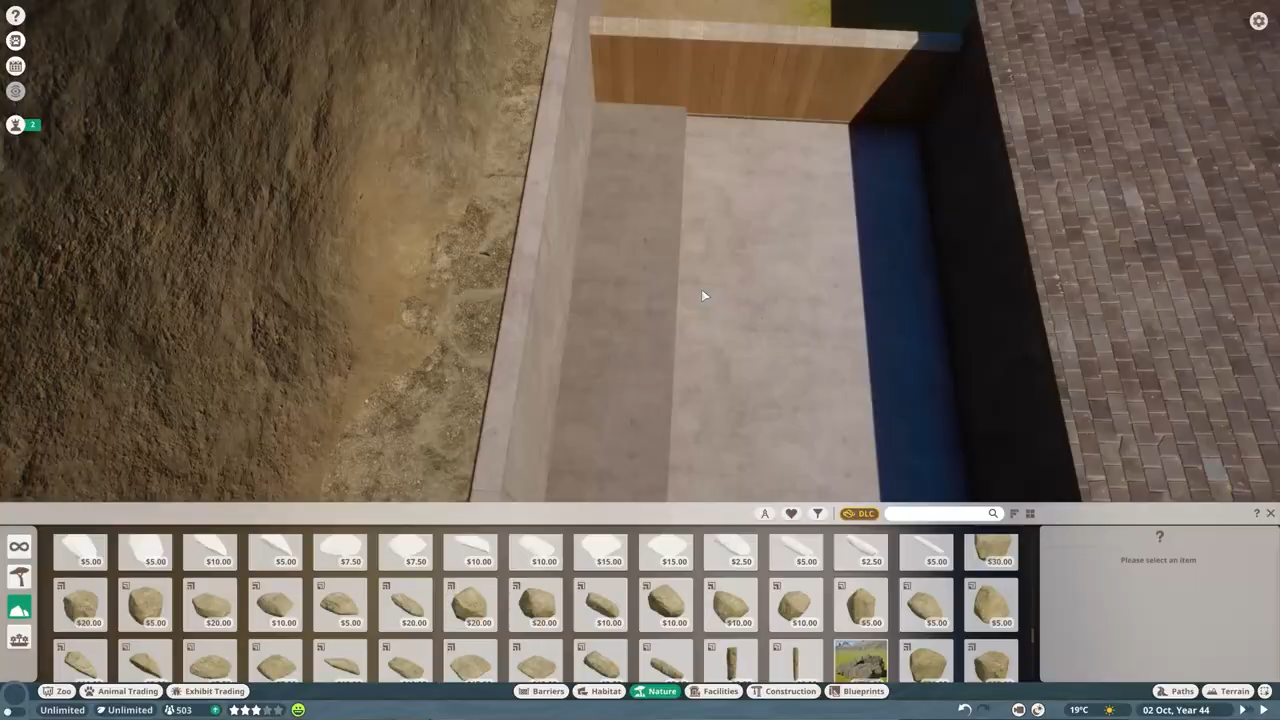 ?
2
DLC
?
Please select an item
$5.00 $5.00 $10.00 $5.00 $7.50 $7.50 $10.00 $10.00 $15.00 $15.00 $2.50 $5.00 $2.50 $5.00 $30.00
$20.00 $5.00 $20.00 $10.00 $5.00 $20.00 $20.00 $20.00 $10.00 $10.00 $10.00 $10.00 $5.00 $5.00 $5.00
Zoo Animal Trading Exhibit Trading Barriers Habitat Nature Facilities Construction Blueprints Paths Terrain
Unlimited Unlimited 503 19°C 02 Oct, Year 44